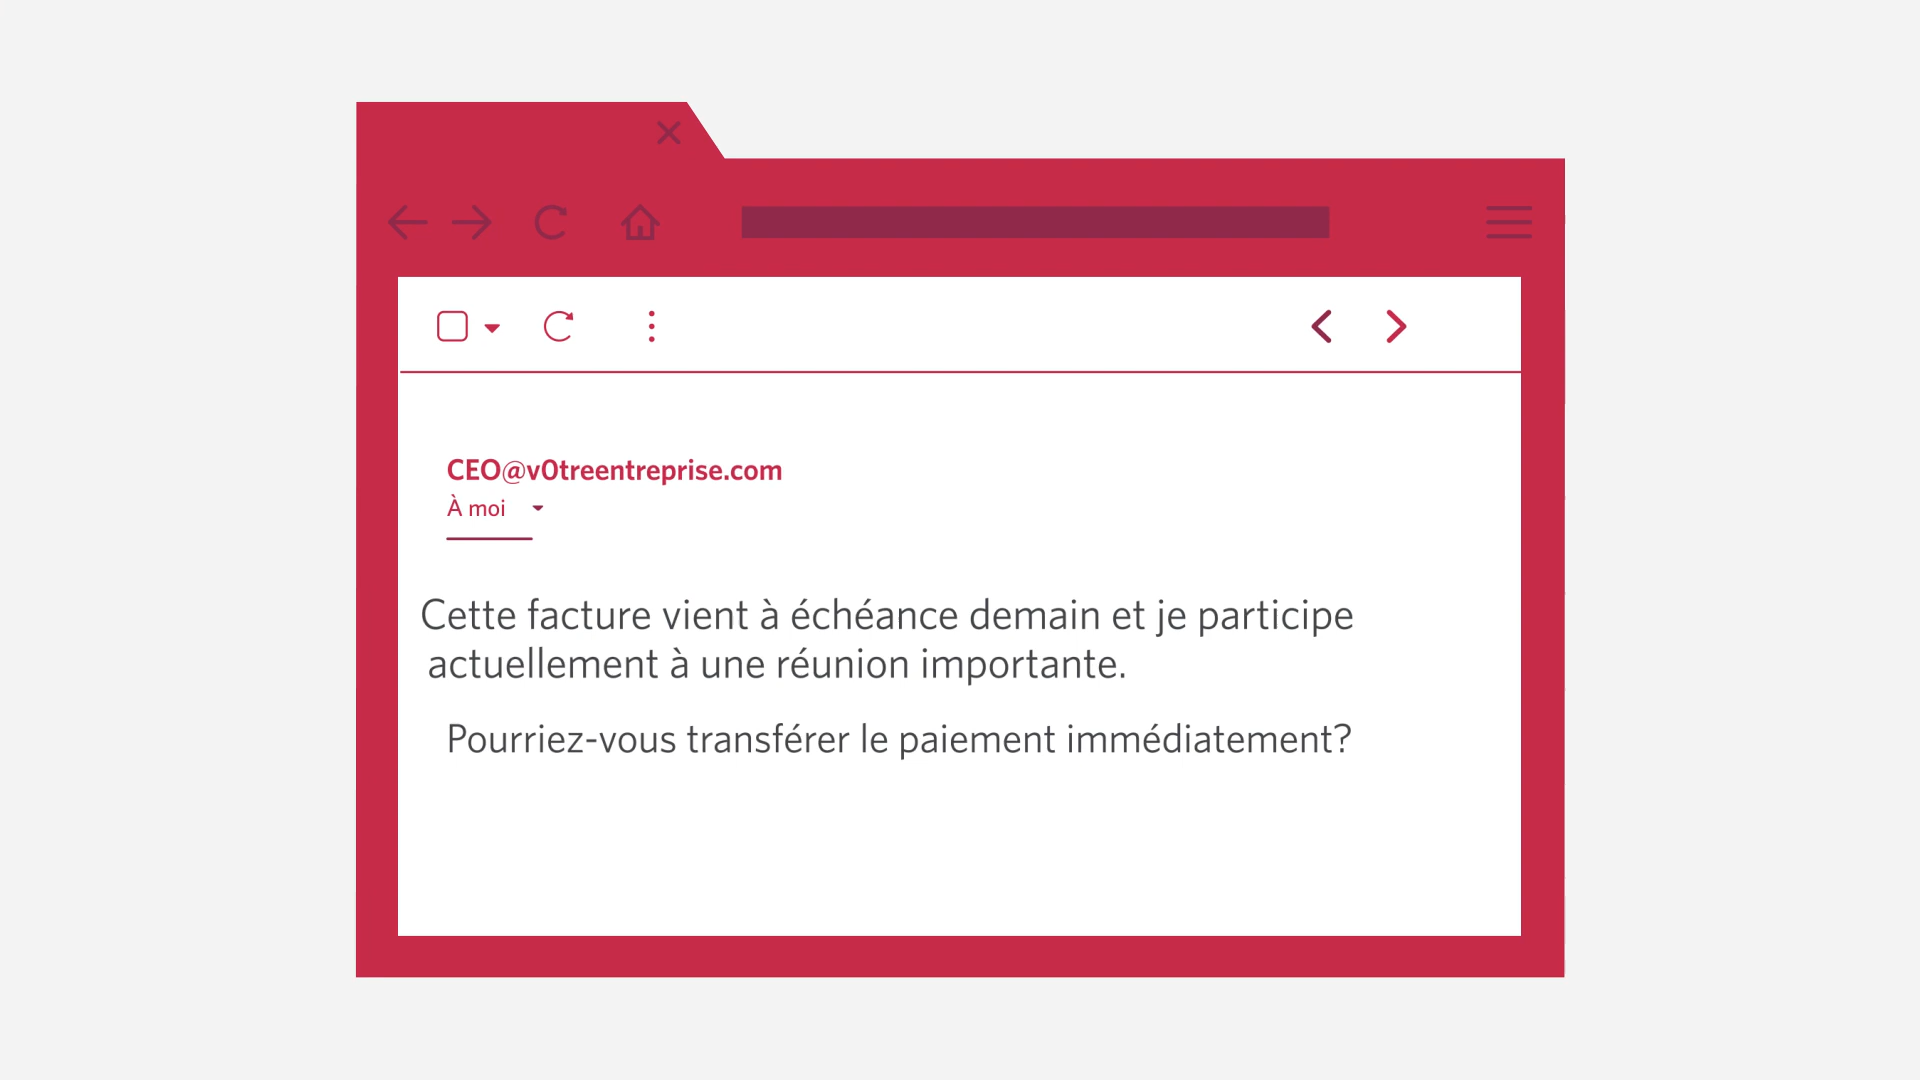 CEO@v0treentreprise.com
À moi
Cette facture vient à échéance demain et je participe
actuellement à une réunion importante.
Pourriez-vous transférer le paiement immédiatement?